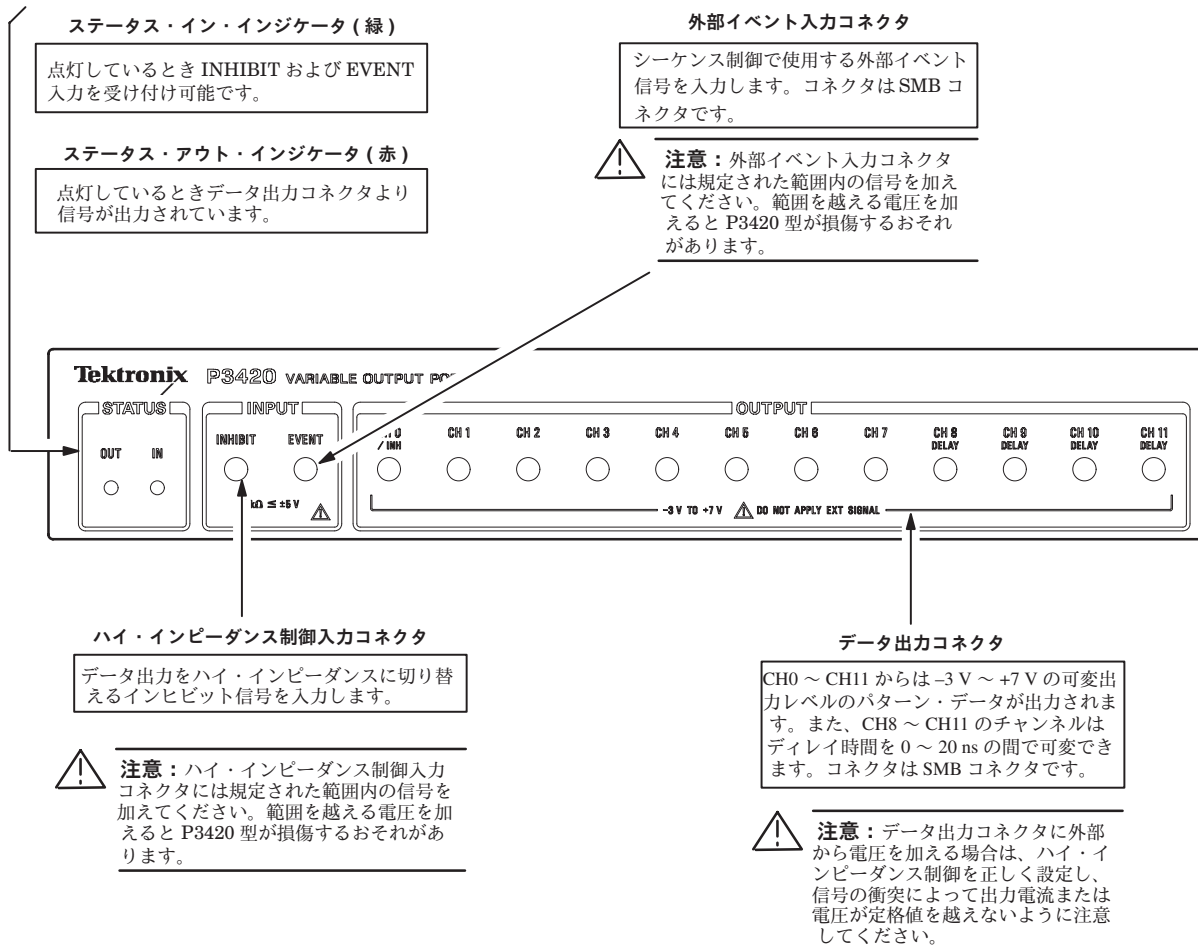 ステータス・イン・インジケータ ( 緑 )
点灯しているとき INHIBIT および EVENT
入力を受け付け可能です。
ステータス・アウト・インジケータ ( 赤 )
点灯しているときデータ出力コネクタより
信号が出力されています。
外部イベント入力コネクタ
シーケンス制御で使用する外部イベント
信号を入力します。コネクタは SMB コ
ネクタです。
注意：外部イベント入力コネクタ
には規定された範囲内の信号を加え
てください。範囲を越える電圧を加
えると P3420 型が損傷するおそれ
があります。
Tektronix P3420 VARIABLE OUTPUT
STATUS INPUT OUTPUT
OUT IN INHIBIT EVENT
/ INH CH 1 CH 2 CH 3 CH 4 CH 5 CH 6 CH 7 CH 8 CH 9 CH 10 CH 11
DELAY DELAY DELAY DELAY
kΩ ≤ ±5 V
–3 V TO +7 V DO NOT APPLY EXT SIGNAL
ハイ・インピーダンス制御入力コネクタ
データ出力をハイ・インピーダンスに切り替
えるインヒビット信号を入力します。
注意：ハイ・インピーダンス制御入力
コネクタには規定された範囲内の信号を
加えてください。範囲を越える電圧を加
えると P3420 型が損傷するおそれがあ
ります。
データ出力コネクタ
CH0 ～ CH11 からは –3 V ～ +7 V の可変出
力レベルのパターン・データが出力されま
す。また、CH8 ～ CH11 のチャンネルは
ディレイ時間を 0 ～ 20 ns の間で可変でき
ます。コネクタは SMB コネクタです。
注意：データ出力コネクタに外部
から電圧を加える場合は、ハイ・イ
ンピーダンス制御を正しく設定し、
信号の衝突によって出力電流または
電圧が定格値を越えないように注意
してください。